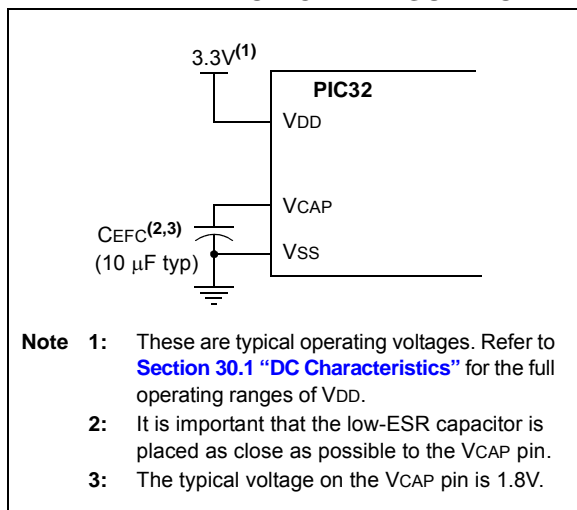 3.3V(1)
PIC32
VDD
VCAP
CEFC(2,3)
(10 μF typ)
VSS
Note 1: These are typical operating voltages. Refer to
Section 30.1 “DC Characteristics” for the full
operating ranges of VDD.
2: It is important that the low-ESR capacitor is
placed as close as possible to the VCAP pin.
3: The typical voltage on the VCAP pin is 1.8V.